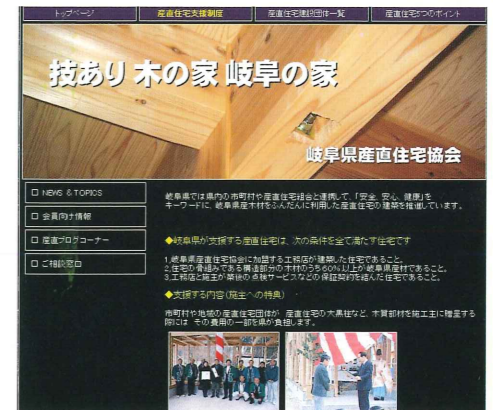 トップページ
産直住宅支援制度
産直住宅建設団体一覧
産直住宅5つのポイント
技あり 木の家 岐阜の家
岐阜県産直住宅協会
NEWS & TOPICS
会員向け情報
産直ブログコーナー
ご相談窓口
岐阜県では県内の市町村や産直住宅組合と連携して、「安全、安心、健康」を
キーワードに、岐阜県産木材をふんだんに利用した産直住宅の建築を推進しています。
◆岐阜県が支援する産直住宅は、次の条件を全て満たす住宅です
1.岐阜県産直住宅協会に加盟する工務店が建築した住宅であること。
2.住宅の骨組みである構造部分の木材のうち60%以上が岐阜県産材であること。
3.工務店と施主が築後の点検サービスなどの保証契約を結んだ住宅であること。
◆支援する内容(施主への特典)
市町村や地域の産直住宅団体が、産直住宅の大黒柱など、木質部材を施工主に贈呈する
際には その費用の一部を県が負担します。